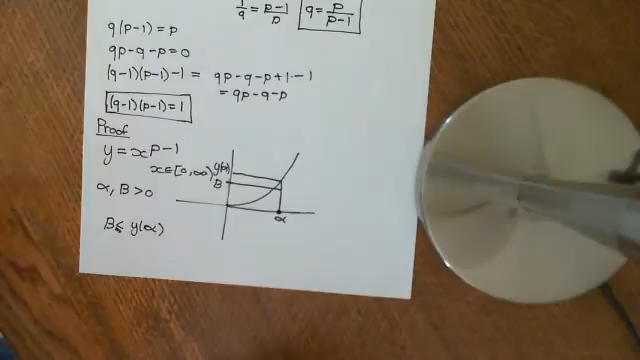 1/q = p-1/p q = p/p-1
q(p-1) = p
qp-q-p=0
(q-1)(p-1)-1 = qp-q-p+1-1
= qp-q-p
(q-1)(p-1)=1
Proof
y = x^{p-1}
x∈[0,∞)
α, B > 0
B ≤ y(α)
y(α)
B
α